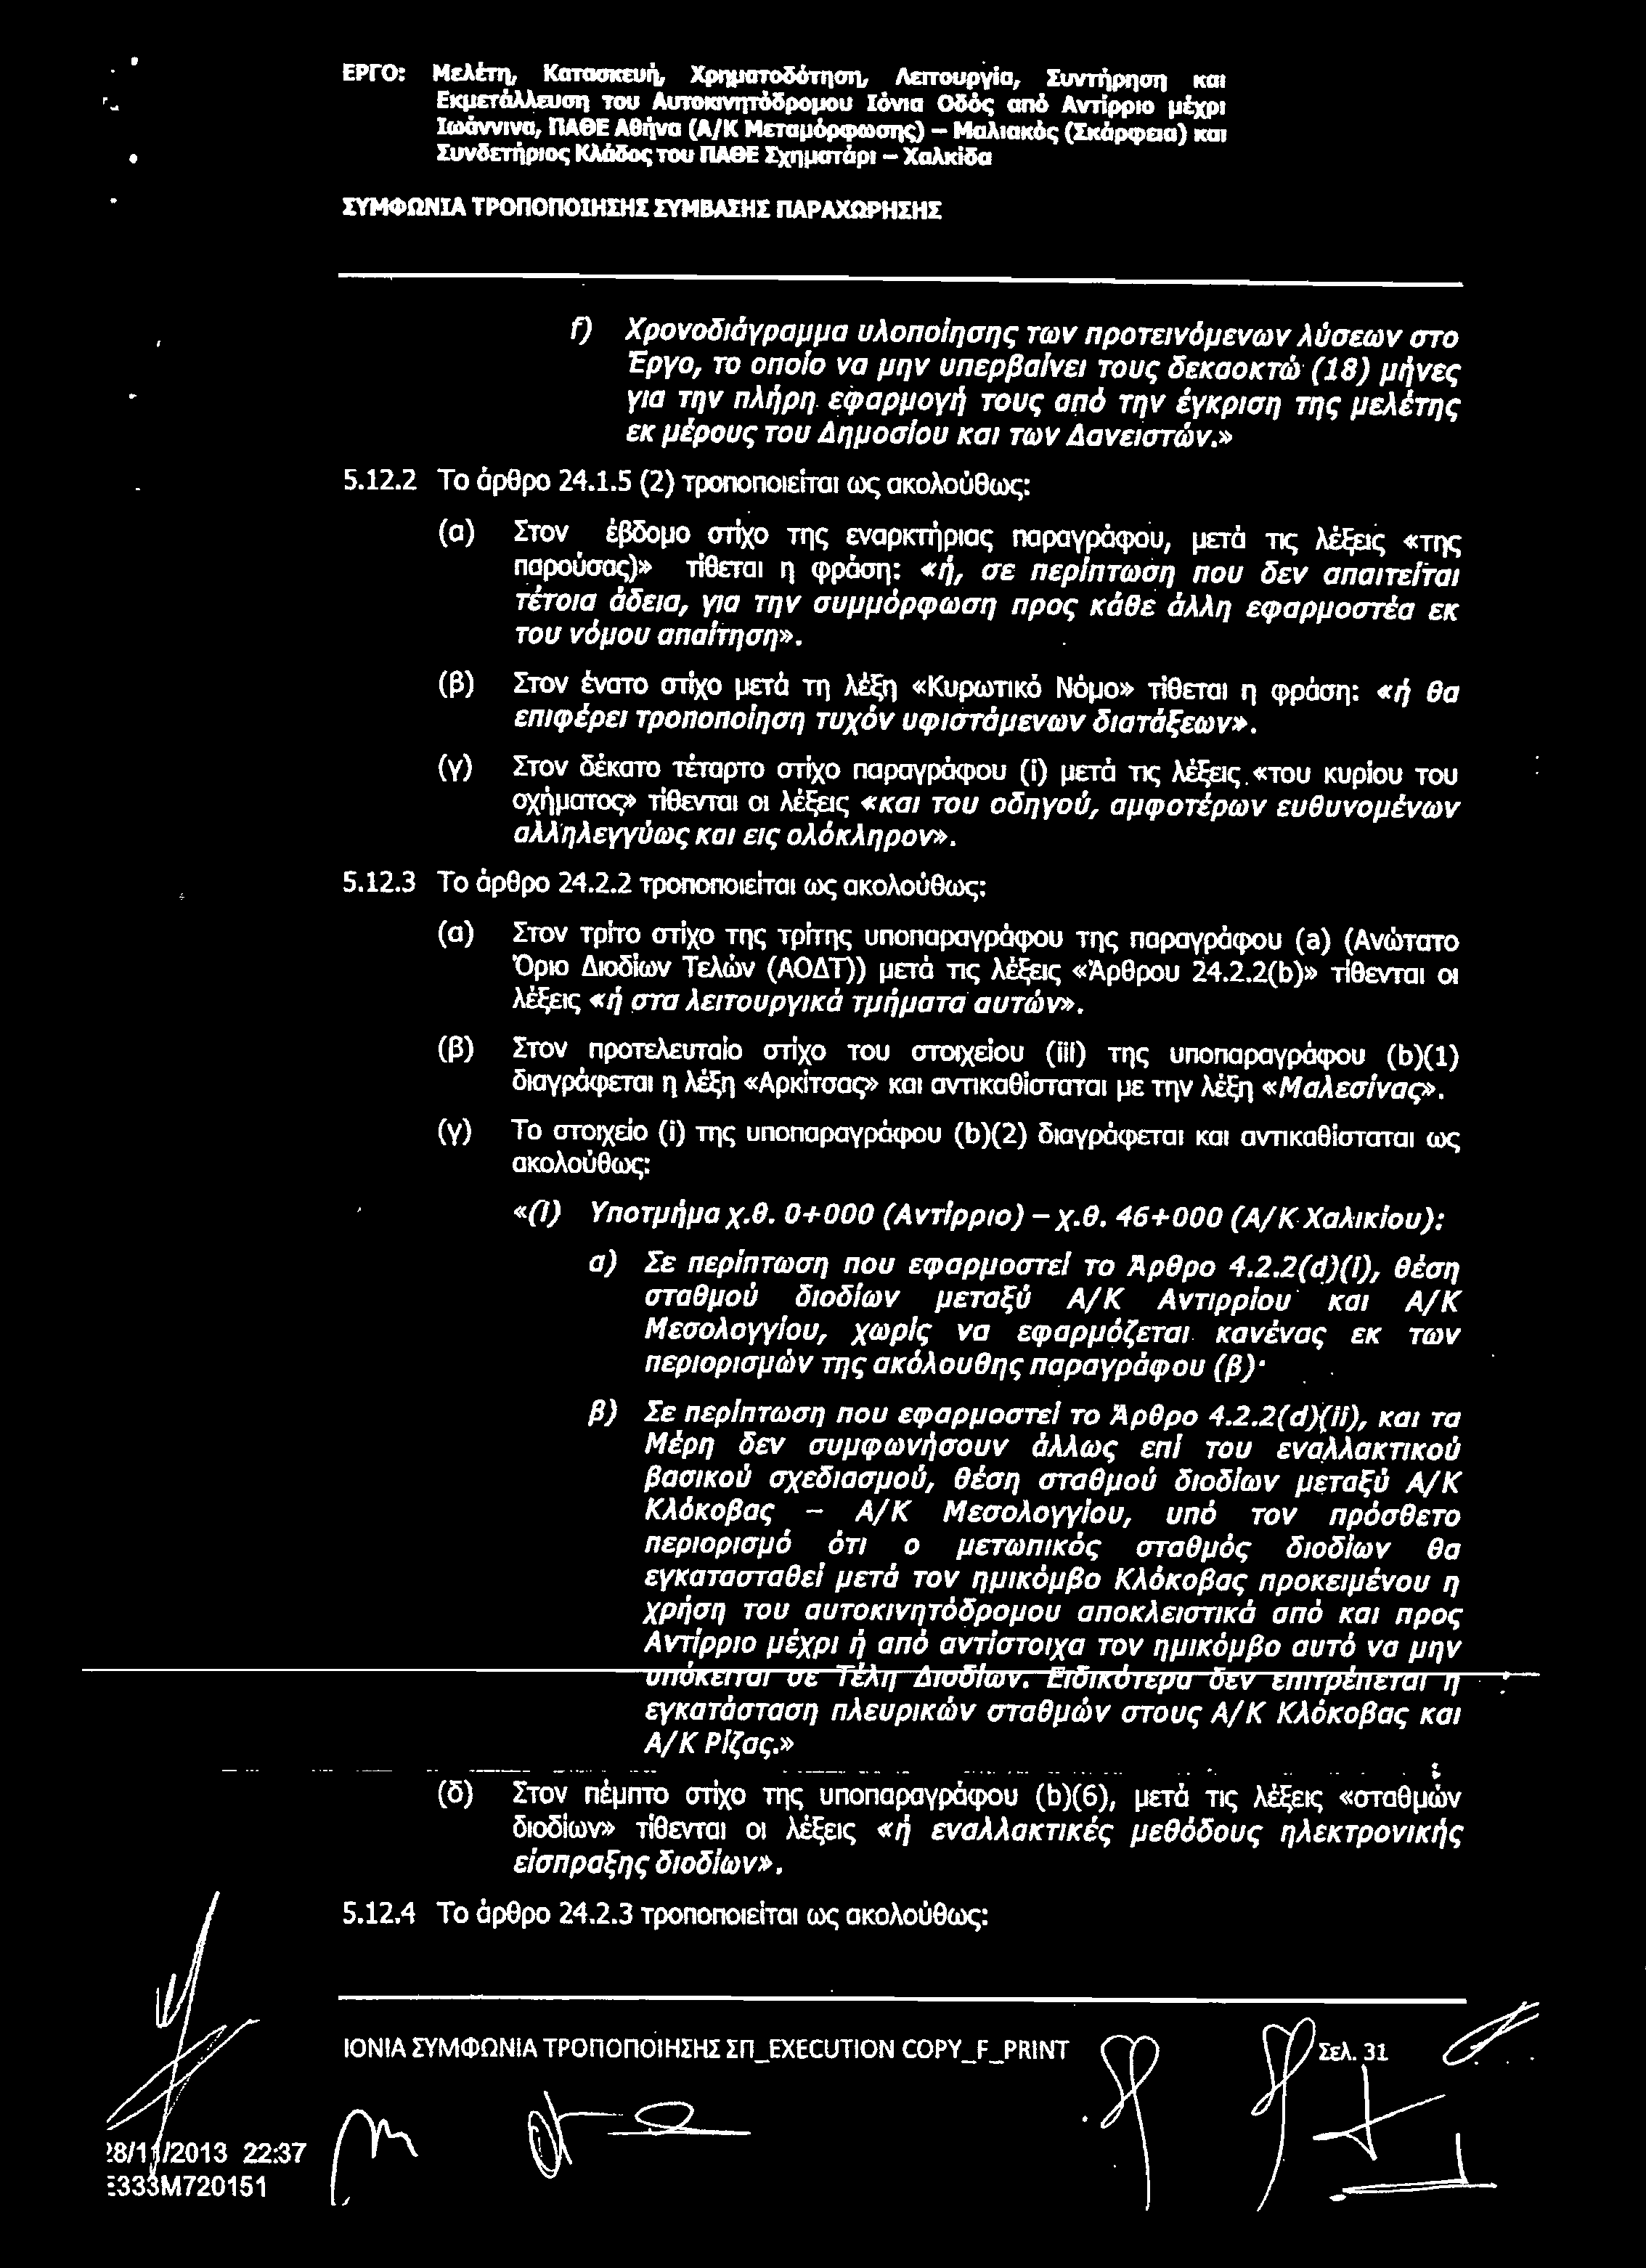 ΕΡΓΟ: Μελέτη, Κατασκευή, Χρηματοδότηση, Λειτουργία, Συντήρηση και
Εκμετάλλευση του Αυτοκινητόδρομου Ιόνια Οδός από Αντίρριο μέχρι
Ιωάννινα, ΠΑΘΕ Αθήνα (Α/Κ Μεταμόρφωσης) – Μαλιακός (Σκάρφεια) και
Συνδετήριος Κλάδος του ΠΑΘΕ Σχηματάρι – Χαλκίδα
ΣΥΜΦΩΝΙΑ ΤΡΟΠΟΠΟΙΗΣΗΣ ΣΥΜΒΑΣΗΣ ΠΑΡΑΧΩΡΗΣΗΣ
f) Χρονοδιάγραμμα υλοποίησης των προτεινόμενων λύσεων στο
Έργο, το οποίο να μην υπερβαίνει τους δεκαοκτώ (18) μήνες
για την πλήρη εφαρμογή τους από την έγκριση της μελέτης
εκ μέρους του Δημοσίου και των Δανειστών.»
5.12.2 Το άρθρο 24.1.5 (2) τροποποιείται ως ακολούθως:
(α) Στον έβδομο στίχο της εναρκτήριας παραγράφου, μετά τις λέξεις «της
παρούσας)» τίθεται η φράση: «ή, σε περίπτωση που δεν απαιτείται
τέτοια άδεια, για την συμμόρφωση προς κάθε άλλη εφαρμοστέα εκ
του νόμου απαίτηση».
(β) Στον ένατο στίχο μετά τη λέξη «Κυρωτικό Νόμο» τίθεται η φράση: «ή θα
επιφέρει τροποποίηση τυχόν υφιστάμενων διατάξεων».
(γ) Στον δέκατο τέταρτο στίχο παραγράφου (i) μετά τις λέξεις «του κυρίου του
οχήματος» τίθενται οι λέξεις «και του οδηγού, αμφοτέρων ευθυνομένων
αλληλεγγύως και εις ολόκληρον».
5.12.3 Το άρθρο 24.2.2 τροποποιείται ως ακολούθως:
(α) Στον τρίτο στίχο της τρίτης υποπαραγράφου της παραγράφου (a) (Ανώτατο
Όριο Διοδίων Τελών (ΑΟΔΤ)) μετά τις λέξεις «Άρθρου 24.2.2(b)» τίθενται οι
λέξεις «ή στα λειτουργικά τμήματα αυτών».
(β) Στον προτελευταίο στίχο του στοιχείου (iii) της υποπαραγράφου (b)(1)
διαγράφεται η λέξη «Αρκίτσας» και αντικαθίσταται με την λέξη «Μαλεσίνας».
(γ) Το στοιχείο (i) της υποπαραγράφου (b)(2) διαγράφεται και αντικαθίσταται ως
ακολούθως:
«(i) Υποτμήμα χ.θ. 0+000 (Αντίρριο) – χ.θ. 46+000 (Α/Κ Χαλικίου):
α) Σε περίπτωση που εφαρμοστεί το Άρθρο 4.2.2(d)(i), θέση
σταθμού διοδίων μεταξύ Α/Κ Αντιρρίου και Α/Κ
Μεσολογγίου, χωρίς να εφαρμόζεται κανένας εκ των
περιορισμών της ακόλουθης παραγράφου (β)·
β) Σε περίπτωση που εφαρμοστεί το Άρθρο 4.2.2(d)(ii), και τα
Μέρη δεν συμφωνήσουν άλλως επί του εναλλακτικού
βασικού σχεδιασμού, θέση σταθμού διοδίων μεταξύ Α/Κ
Κλόκοβας – Α/Κ Μεσολογγίου, υπό τον πρόσθετο
περιορισμό ότι ο μετωπικός σταθμός διοδίων θα
εγκατασταθεί μετά τον ημικόμβο Κλόκοβας προκειμένου η
χρήση του αυτοκινητόδρομου αποκλειστικά από και προς
Αντίρριο μέχρι ή από αντίστοιχα τον ημικόμβο αυτό να μην
υπόκειται σε Τέλη Διοδίων. Ειδικότερα δεν επιτρέπεται η
εγκατάσταση πλευρικών σταθμών στους Α/Κ Κλόκοβας και
Α/Κ Ρίζας.»
(δ) Στον πέμπτο στίχο της υποπαραγράφου (b)(6), μετά τις λέξεις «σταθμών
διοδίων» τίθενται οι λέξεις «ή εναλλακτικές μεθόδους ηλεκτρονικής
είσπραξης διοδίων».
5.12.4 Το άρθρο 24.2.3 τροποποιείται ως ακολούθως:
ΙΟΝΙΑ ΣΥΜΦΩΝΙΑ ΤΡΟΠΟΠΟΙΗΣΗΣ ΣΠ_EXECUTION COPY_F_PRINT Σελ. 31
28/11/2013 22:37
333M720151